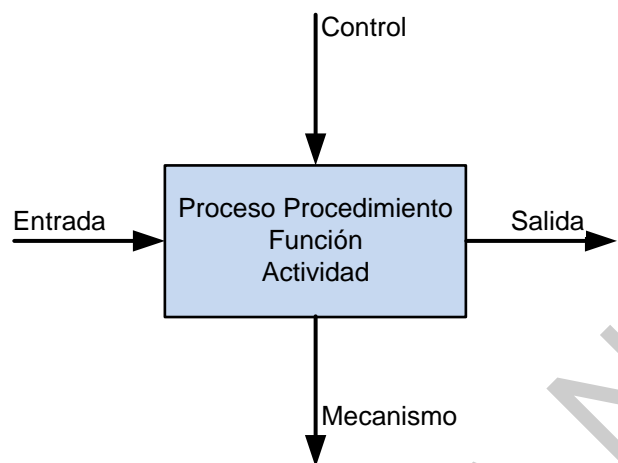 Control
Entrada
Proceso Procedimiento
Función
Actividad
Salida
Mecanismo